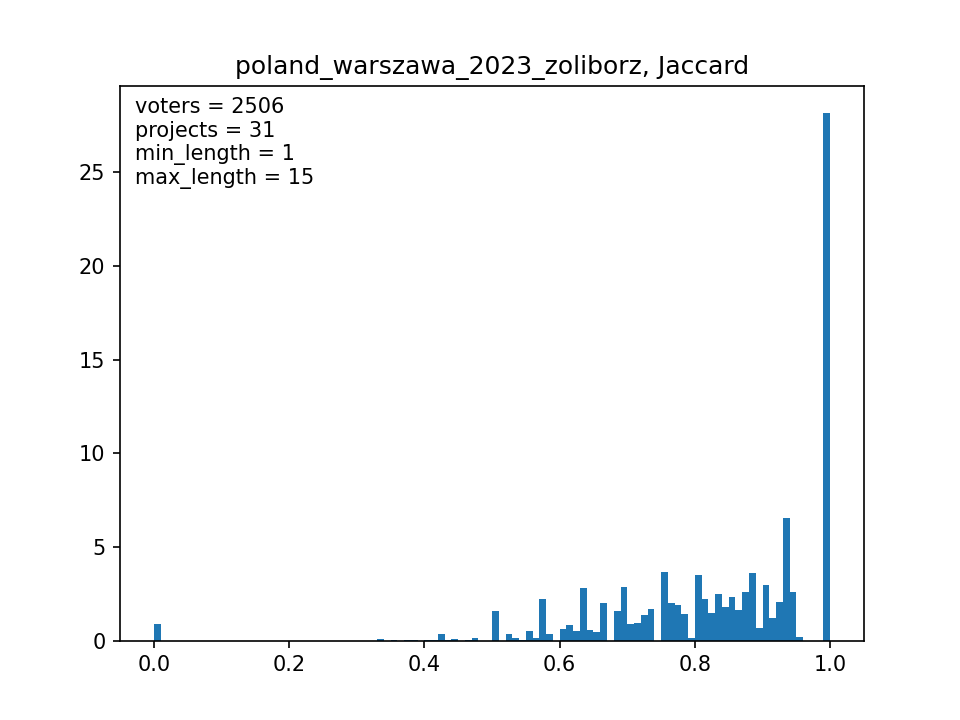 poland_warszawa_2023_zoliborz, Jaccard
voters = 2506
projects = 31
min_length = 1
max_length = 15
25
20
15
10
5
0
0.0 0.2 0.4 0.6 0.8 1.0